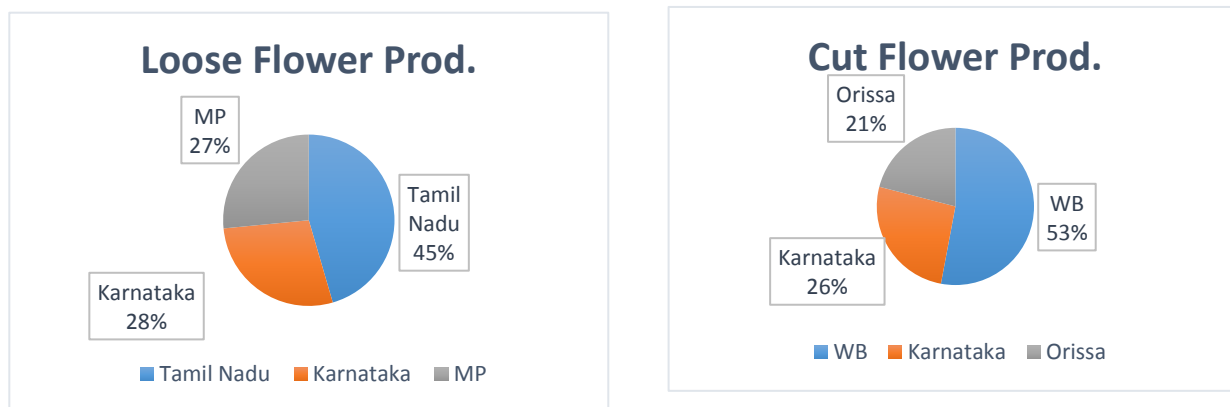 Loose Flower Prod.
MP
27%
Tamil
Nadu
45%
Karnataka
28%
Tamil Nadu Karnataka MP
Cut Flower Prod.
Orissa
21%
WB
53%
Karnataka
26%
WB Karnataka Orissa